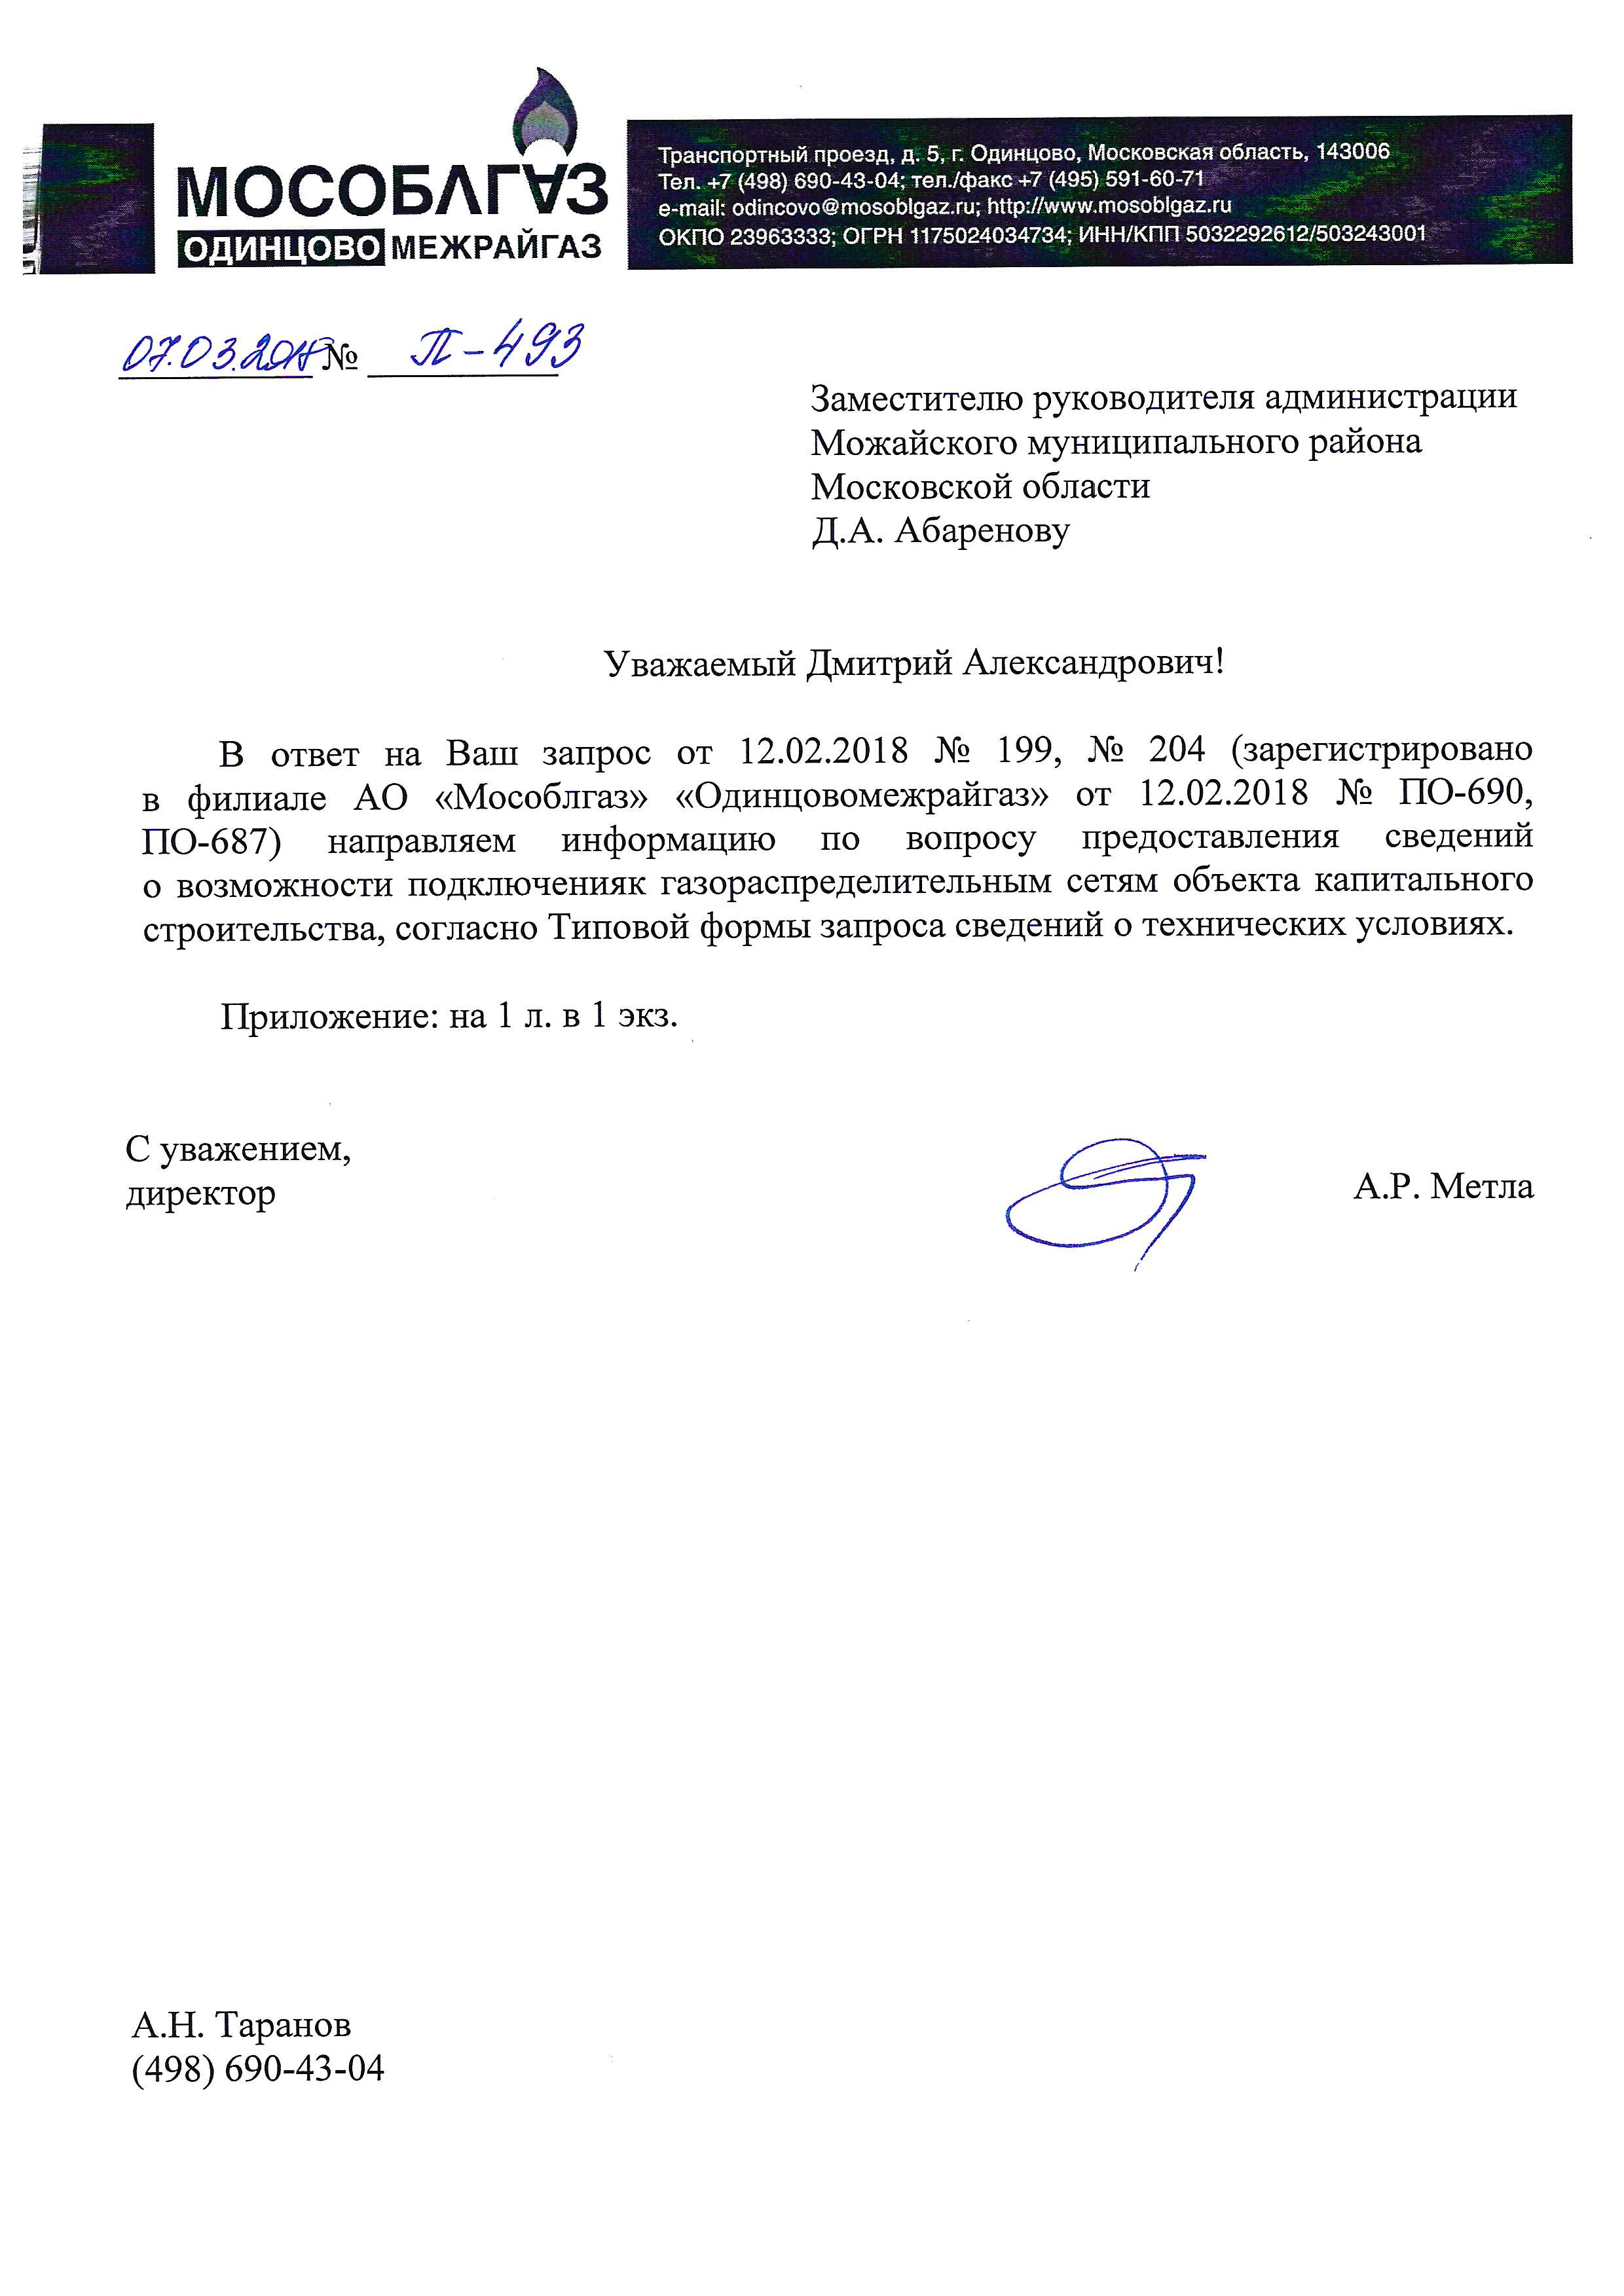 МОСОБЛГАЗ
ОДИНЦОВО МЕЖРАЙГАЗ
Транспортный проезд, д. 5, г. Одинцово, Московская область, 143006
Тел. +7 (498) 690-43-04; тел./факс +7 (495) 591-60-71
e-mail: odincovo@mosoblgaz.ru; http://www.mosoblgaz.ru
ОКПО 23963333; ОГРН 1175024034734; ИНН/КПП 5032292612/503243001
07.03.2018 № П-493
Заместителю руководителя администрации
Можайского муниципального района
Московской области
Д.А. Абаренову
Уважаемый Дмитрий Александрович!
В ответ на Ваш запрос от 12.02.2018 № 199, № 204 (зарегистрировано
в филиале АО «Мособлгаз» «Одинцовомежрайгаз» от 12.02.2018 № ПО-690,
ПО-687) направляем информацию по вопросу предоставления сведений
о возможности подключенияк газораспределительным сетям объекта капитального
строительства, согласно Типовой формы запроса сведений о технических условиях.
Приложение: на 1 л. в 1 экз.
С уважением,
директор
А.Р. Метла
А.Н. Таранов
(498) 690-43-04